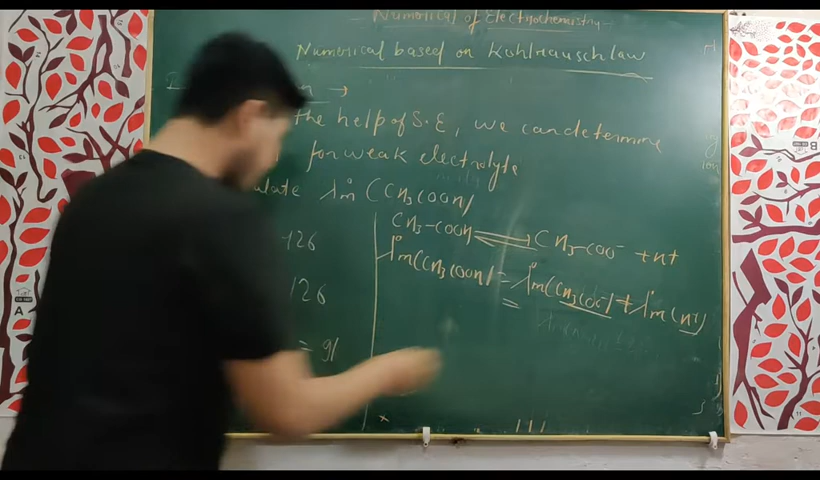 Numerical of Electrochemistry
Numerical based on Kohlrausch law
n →
the help of S.E, we can determine
for weak electrolyte
ulate λ°m (CH3COOH)
126
126
= 91
CH3-COOH ⇌ CH3-COO⁻ + H⁺
λ°m(CH3COOH) = λ°m(CH3COO⁻) + λ°m(H⁺)
=
A
B